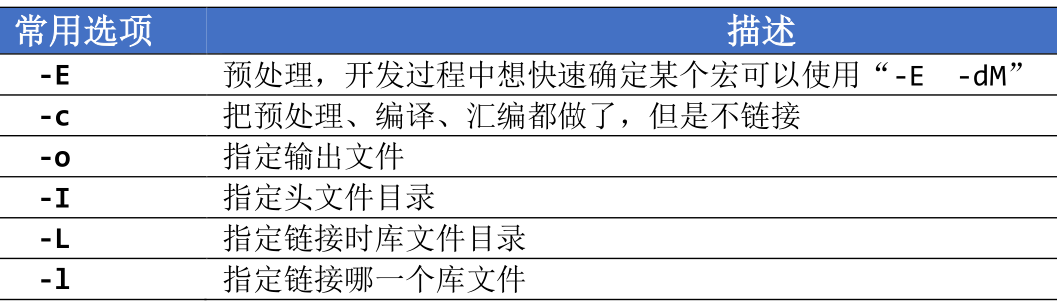 常用选项 描述
-E 预处理，开发过程中想快速确定某个宏可以使用“-E  -dM”
-c 把预处理、编译、汇编都做了，但是不链接
-o 指定输出文件
-I 指定头文件目录
-L 指定链接时库文件目录
-l 指定链接哪一个库文件